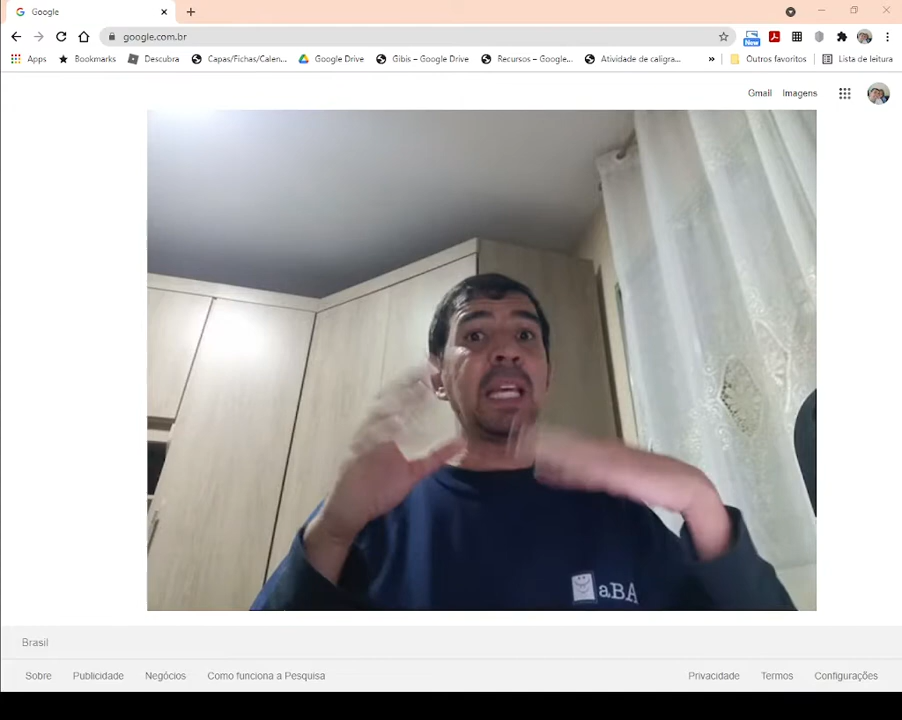 Google
google.com.br
New
Apps Bookmarks Descubra Capas/Fichas/Calen... Google Drive Gibis – Google Drive Recursos – Google... Atividade de caligra... » Outros favoritos Lista de leitura
Gmail Imagens
aBA
Brasil
Sobre Publicidade Negócios Como funciona a Pesquisa Privacidade Termos Configurações